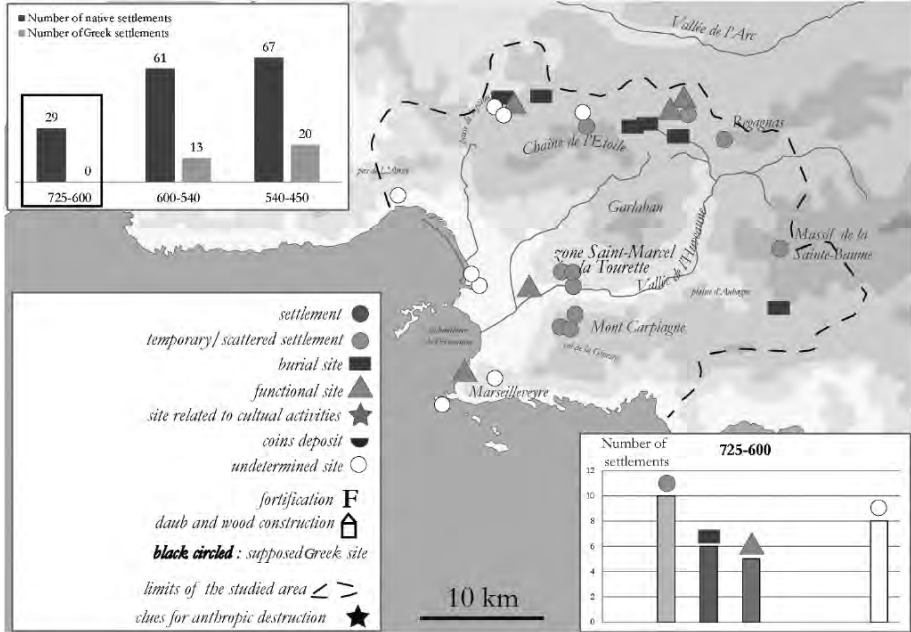 Number of native settlements
Number of Greek settlements
29
0
61
13
67
20
725-600
600-540
540-450
Vallée de l'Arc
Chaîne de l'Etoile
Regagnas
Garlaban
zone Saint-Marcel
la Tourette
Vallée de l'Huveaune
Massif de la
Sainte-Baume
plaine d'Aubagne
Mont Carpiagne
Marseilleveyre
settlement
temporary/ scattered settlement
burial site
functional site
site related to cultual activities
coins deposit
undetermined site
fortification F
daub and wood construction
black circled : supposed Greek site
limits of the studied area
clues for anthropic destruction
10 km
Number of
settlements
725-600
12
10
8
6
4
2
0